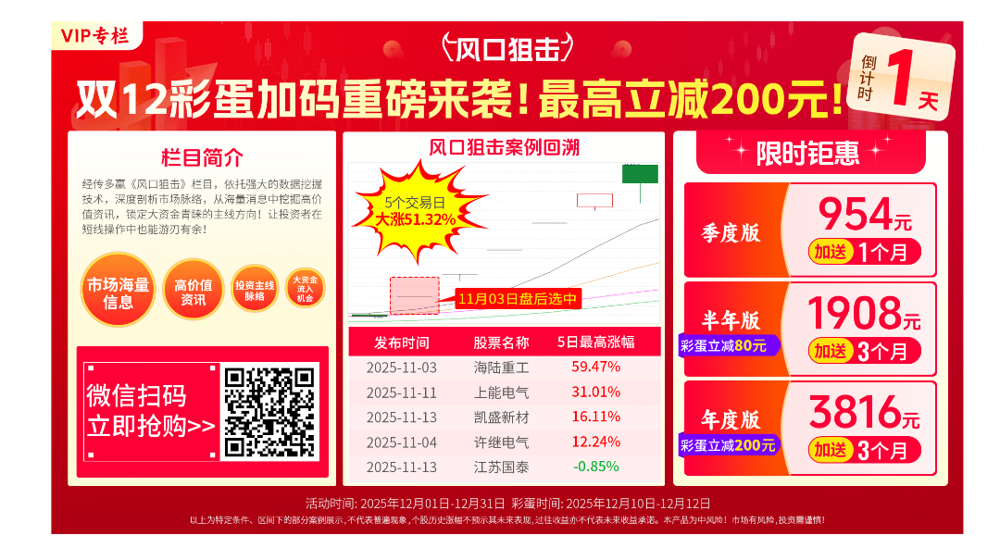 VIP专栏
风口狙击
双12彩蛋加码重磅来袭！最高立减200元！
倒计时
1天
栏目简介
经传多赢《风口狙击》栏目，依托强大的数据挖掘
技术，深度剖析市场脉络，从海量消息中挖掘高价
值资讯，锁定大资金青睐的主线方向！让投资者在
短线操作中也能游刃有余！
市场海量
信息
高价值
资讯
投资主线
脉络
大资金
流入
机会
微信扫码
立即抢购>>
风口狙击案例回溯
5个交易日
大涨51.32%
11月03日盘后选中
发布时间 股票名称 5日最高涨幅
2025-11-03 海陆重工 59.47%
2025-11-11 上能电气 31.01%
2025-11-13 凯盛新材 16.11%
2025-11-04 许继电气 12.24%
2025-11-13 江苏国泰 -0.85%
限时钜惠
季度版
954元
加送 1个月
半年版
彩蛋立减80元
1908元
加送 3个月
年度版
彩蛋立减200元
3816元
加送 3个月
活动时间: 2025年12月01日-12月31日 彩蛋时间: 2025年12月10日-12月12日
以上为特定条件、区间下的部分案例展示，不代表普遍现象，个股历史涨幅不预示其未来表现，过往收益亦不代表未来收益承诺。本产品为中风险！市场有风险，投资需谨慎！